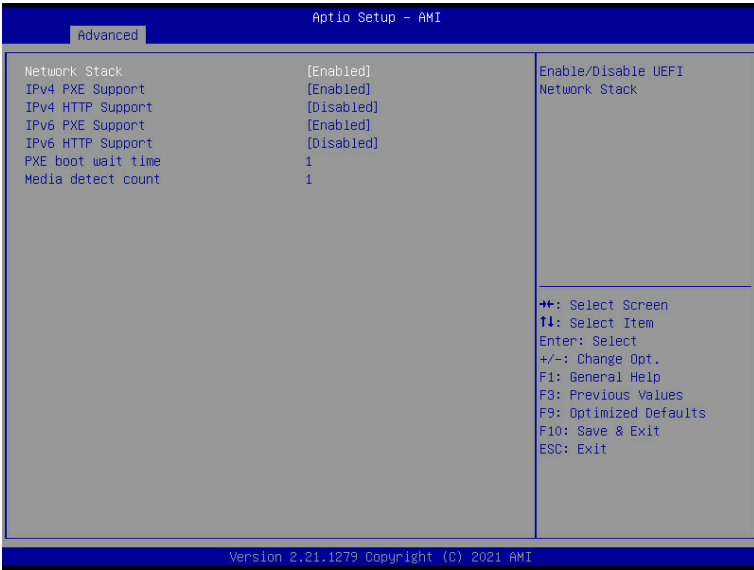 Aptio Setup – AMI
Advanced
Network Stack [Enabled]
IPv4 PXE Support [Enabled]
IPv4 HTTP Support [Disabled]
IPv6 PXE Support [Enabled]
IPv6 HTTP Support [Disabled]
PXE boot wait time 1
Media detect count 1
Enable/Disable UEFI
Network Stack
→←: Select Screen
↑↓: Select Item
Enter: Select
+/-: Change Opt.
F1: General Help
F3: Previous Values
F9: Optimized Defaults
F10: Save & Exit
ESC: Exit
Version 2.21.1279 Copyright (C) 2021 AMI